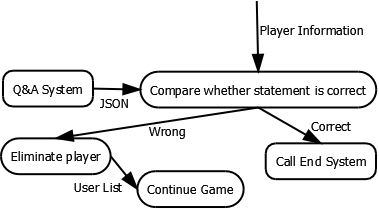 Player Information
Q&A System
JSON
Compare whether statement is correct
Wrong
Correct
Eliminate player
Call End System
User List
Continue Game